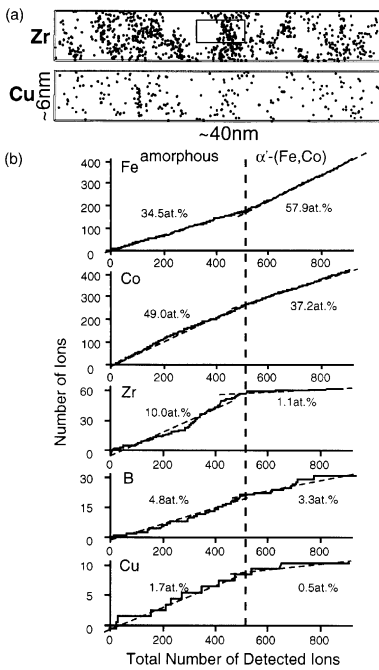 (a)
Zr
Cu
~6nm
~40nm
(b)
amorphous
α'-(Fe,Co)
400
Fe
300
200
34.5at.%
57.9at.%
100
0
0 200 400 600 800
400
Co
300
200
49.0at.%
37.2at.%
100
0
0 200 400 600 800
Number of Ions
60
Zr
30
10.0at.%
1.1at.%
0
0 200 400 600 800
30
B
15
4.8at.%
3.3at.%
0
0 200 400 600 800
10
Cu
5
1.7at.%
0.5at.%
0
0 200 400 600 800
Total Number of Detected Ions